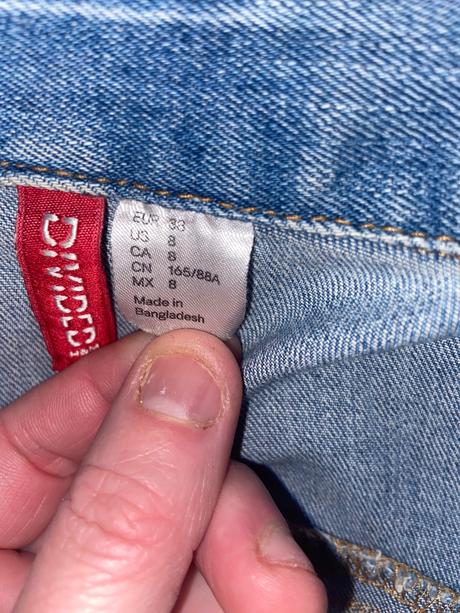 DIVIDED
H&M
EUR 38
US 8
CA 8
CN 165/88A
MX 8
Made in
Bangladesh